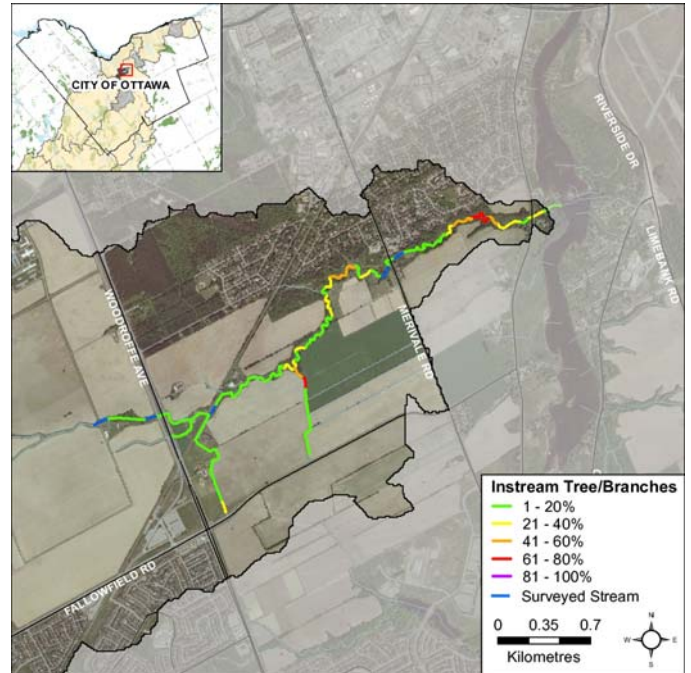 CITY OF OTTAWA
RIVERSIDE DR
LIMEBANK RD
WOODROFFE AVE
MERIVALE RD
FALLOWFIELD RD
Instream Tree/Branches
1 - 20%
21 - 40%
41 - 60%
61 - 80%
81 - 100%
Surveyed Stream
0 0.35 0.7
Kilometres
N
W E
S